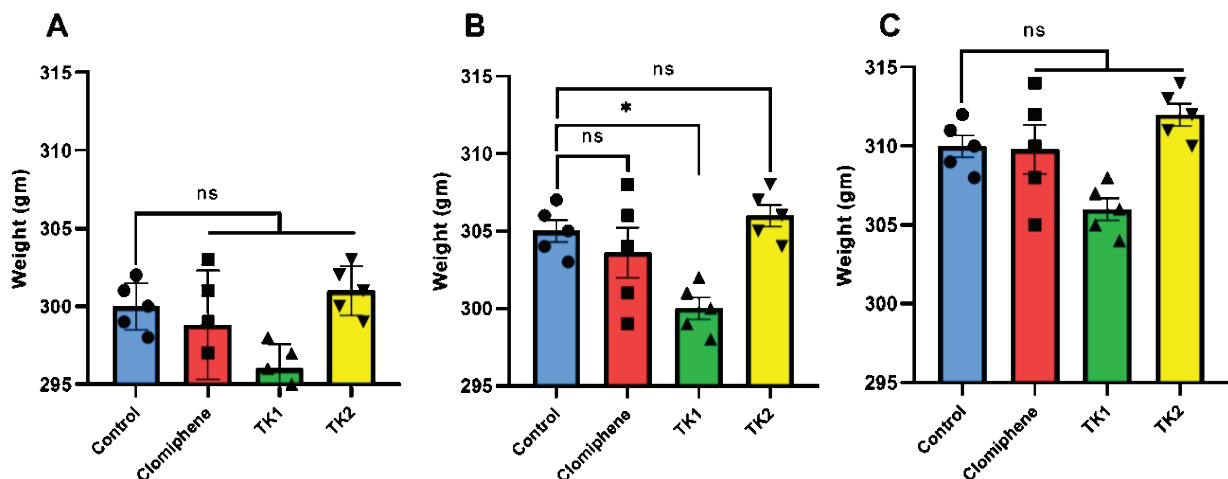 A
ns
Weight (gm)
315
310
305
300
295
Control
Clomiphene
TK1
TK2
B
ns
*
ns
Weight (gm)
315
310
305
300
295
Control
Clomiphene
TK1
TK2
C
ns
Weight (gm)
315
310
305
300
295
Control
Clomiphene
TK1
TK2